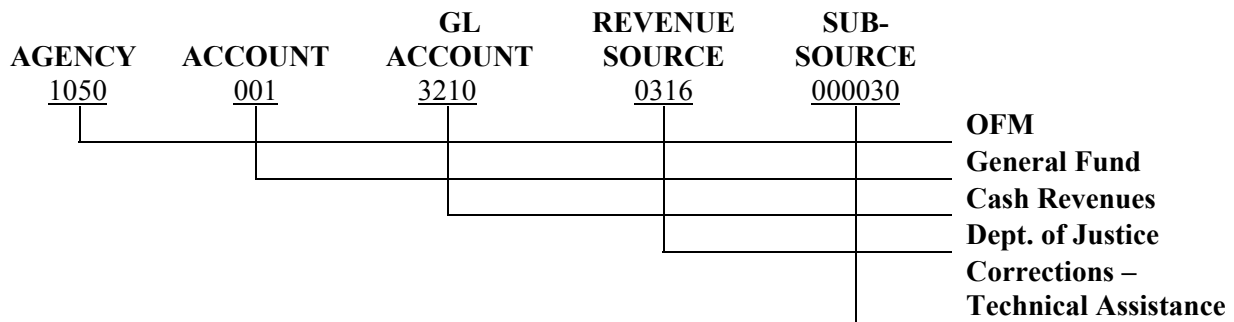 GL REVENUE SUB-
AGENCY ACCOUNT ACCOUNT SOURCE SOURCE
1050 001 3210 0316 000030
OFM
General Fund
Cash Revenues
Dept. of Justice
Corrections –
Technical Assistance